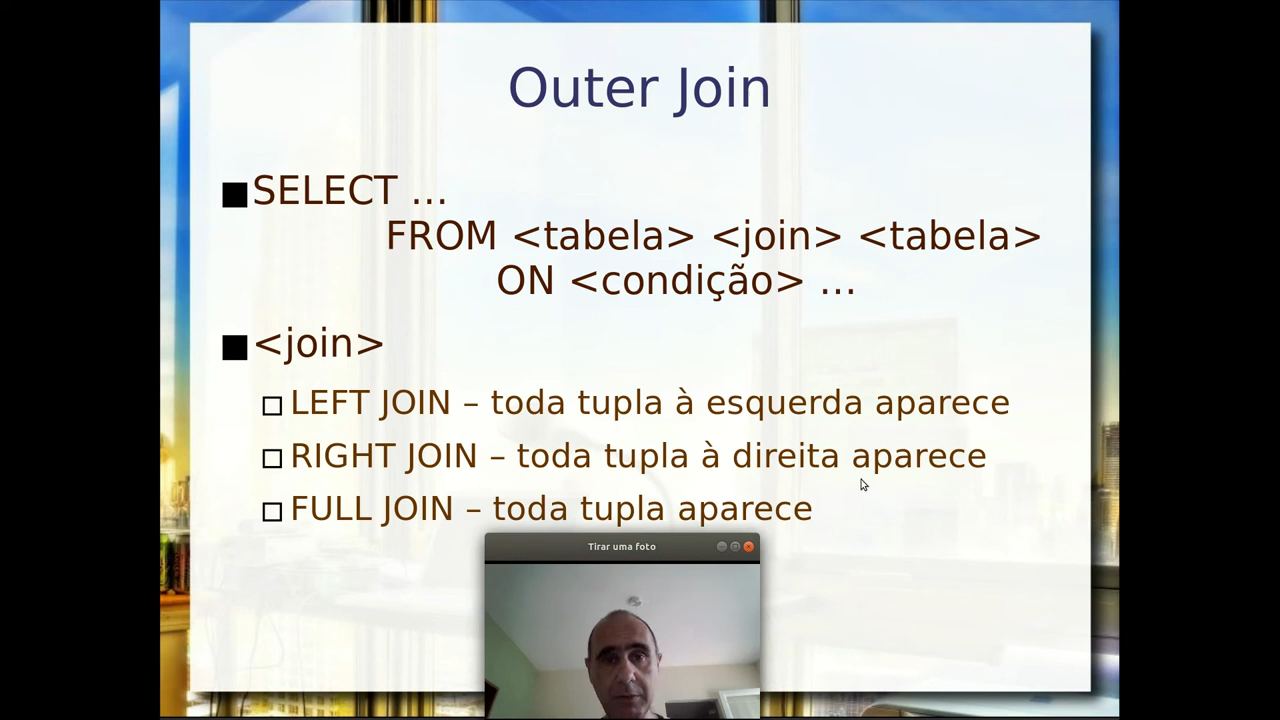 Outer Join
SELECT ...
FROM <tabela> <join> <tabela>
ON <condição> ...
<join>
LEFT JOIN – toda tupla à esquerda aparece
RIGHT JOIN – toda tupla à direita aparece
FULL JOIN – toda tupla aparece
Tirar uma foto